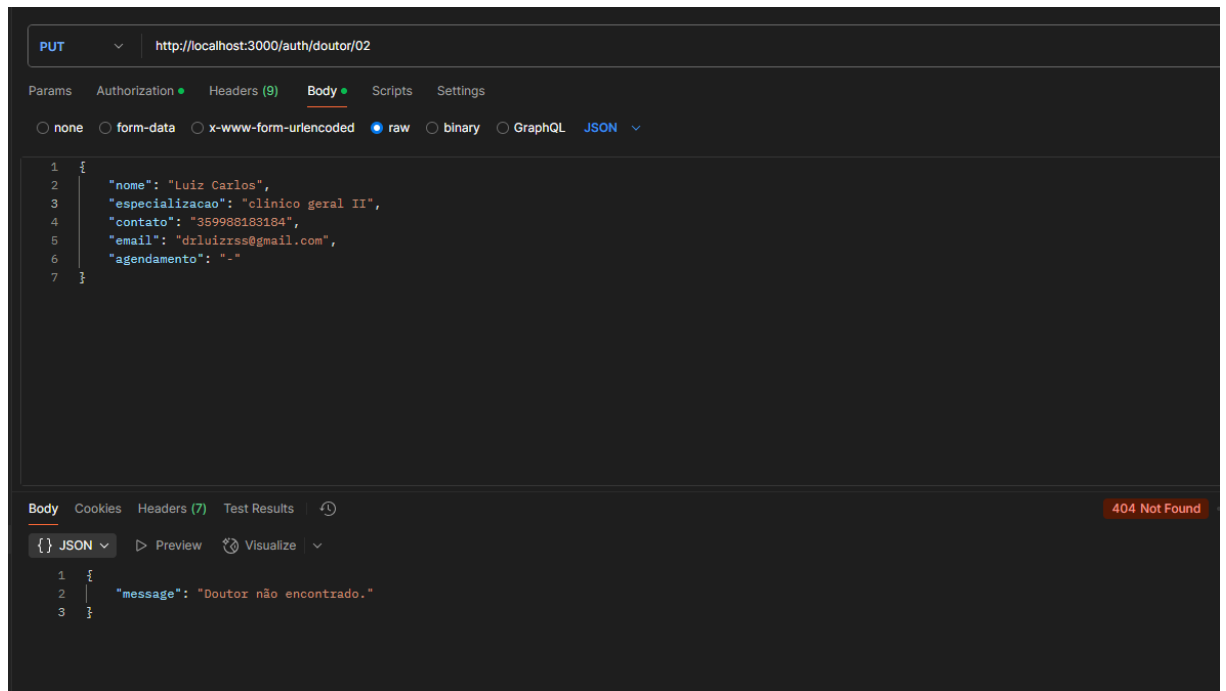 PUT http://localhost:3000/auth/doutor/02
Params Authorization Headers (9) Body Scripts Settings
none form-data x-www-form-urlencoded raw binary GraphQL JSON
1 {
2 "nome": "Luiz Carlos",
3 "especializacao": "clinico geral II",
4 "contato": "359988183184",
5 "email": "drluizrss@gmail.com",
6 "agendamento": "-"
7 }
Body Cookies Headers (7) Test Results 404 Not Found
{} JSON Preview Visualize
1 {
2 "message": "Doutor não encontrado."
3 }